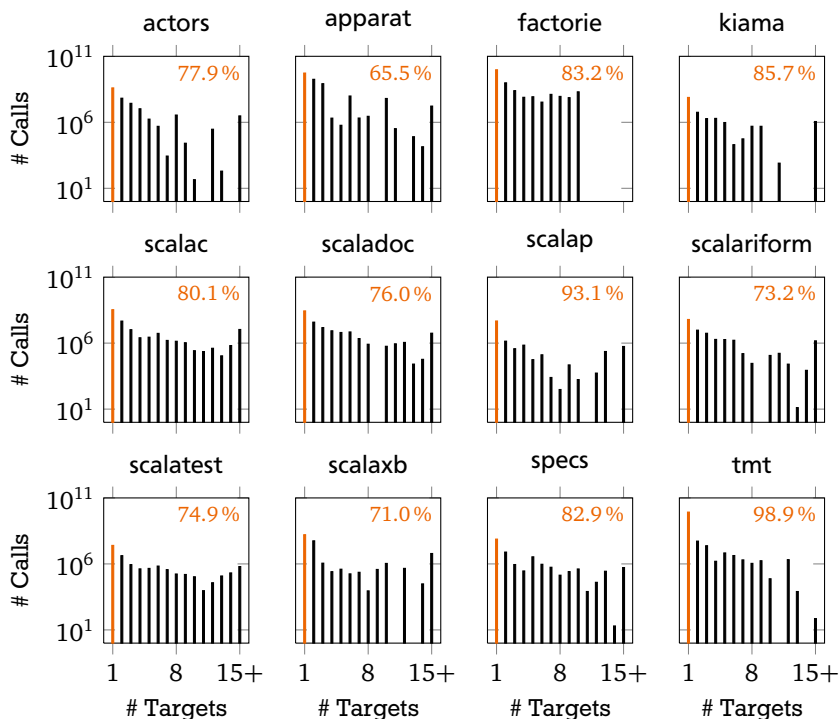 actors apparat factorie kiama
10^11 77.9 % 65.5 % 83.2 % 85.7 %
# Calls
10^6
10^1
scalac scaladoc scalap scalariform
10^11 80.1 % 76.0 % 93.1 % 73.2 %
# Calls
10^6
10^1
scalatest scalaxb specs tmt
10^11 74.9 % 71.0 % 82.9 % 98.9 %
# Calls
10^6
10^1
1 8 15+ 1 8 15+ 1 8 15+ 1 8 15+
# Targets # Targets # Targets # Targets